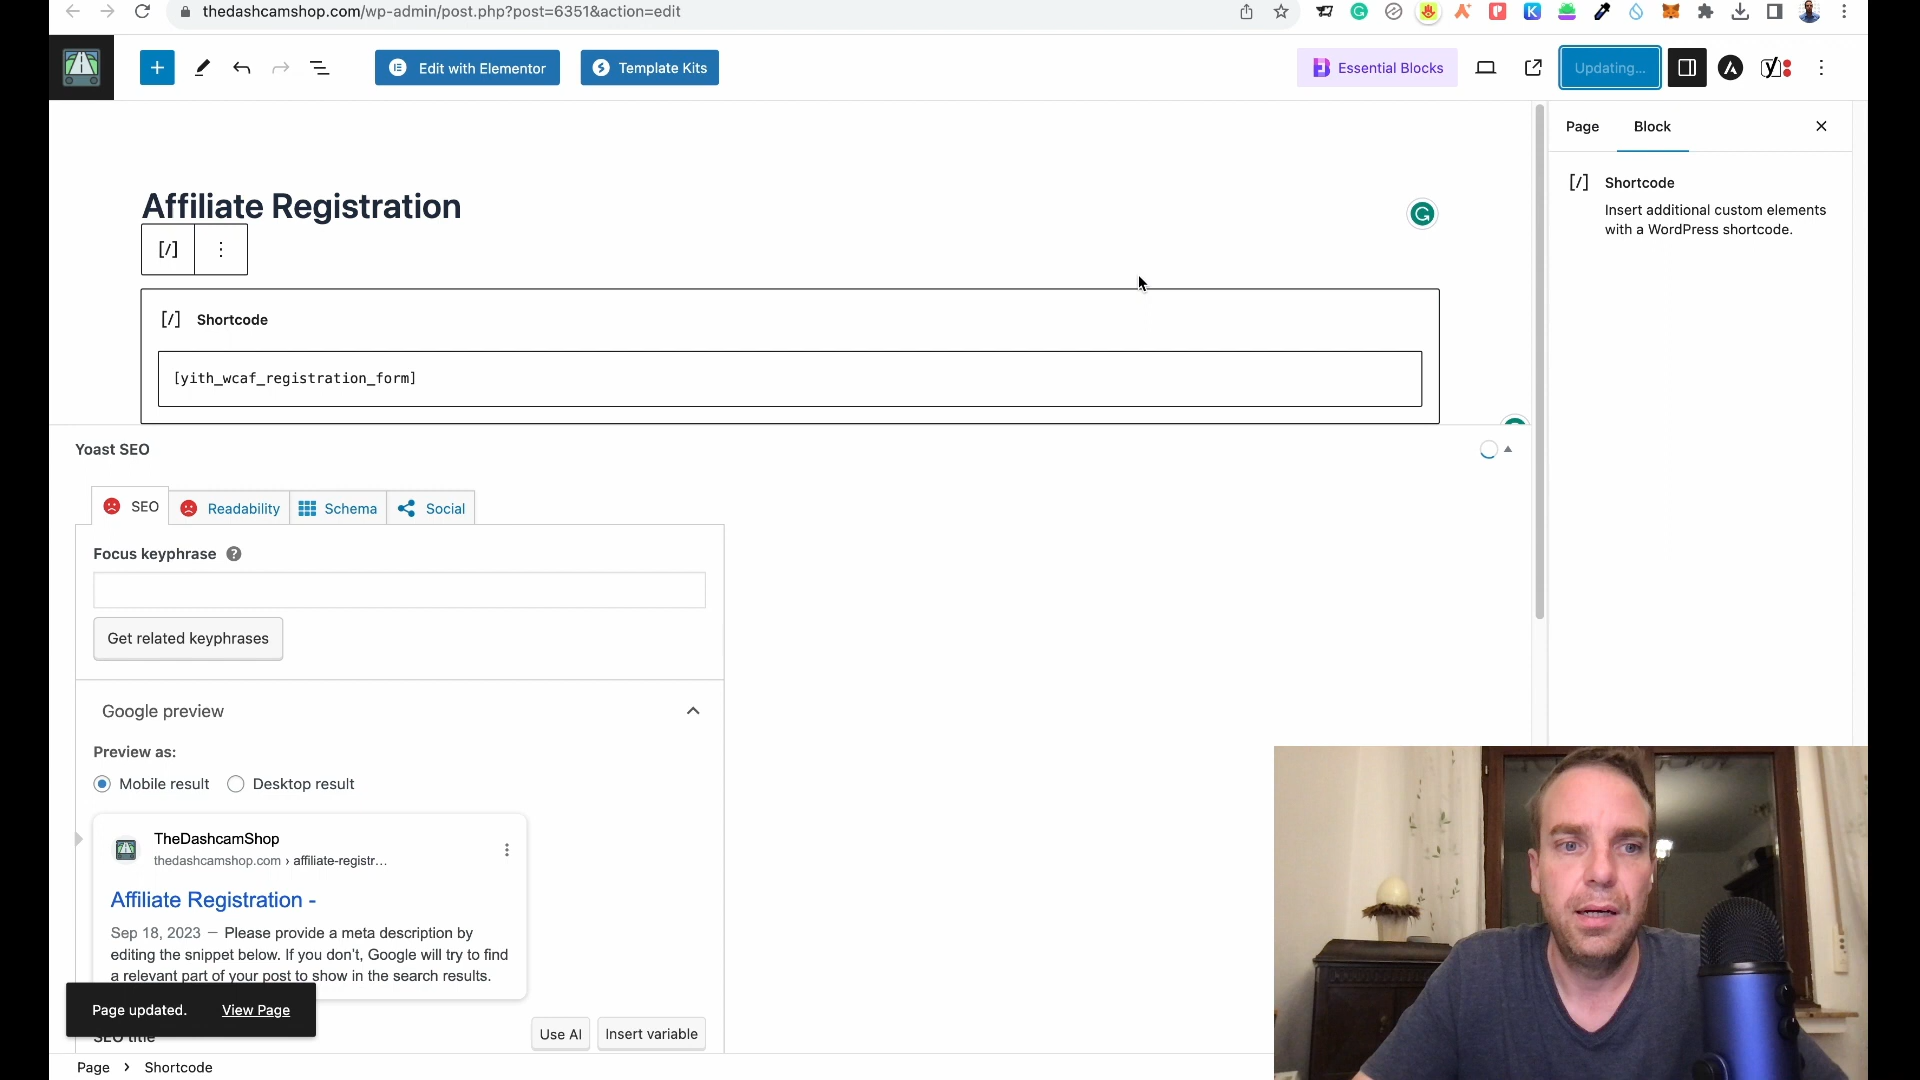 thedashcamshop.com/wp-admin/post.php?post=6351&action=edit
Edit with Elementor
Template Kits
Essential Blocks
Updating...
Page
Block
[/] Shortcode
Insert additional custom elements
with a WordPress shortcode.
Affiliate Registration
[/]
[/] Shortcode
[yith_wcaf_registration_form]
Yoast SEO
SEO
Readability
Schema
Social
Focus keyphrase ?
Get related keyphrases
Google preview
Preview as:
Mobile result
Desktop result
TheDashcamShop
thedashcamshop.com › affiliate-registr...
Affiliate Registration -
Sep 18, 2023 – Please provide a meta description by
editing the snippet below. If you don't, Google will try to find
a relevant part of your post to show in the search results.
Page updated. View Page
SEO title
Use AI
Insert variable
Page › Shortcode